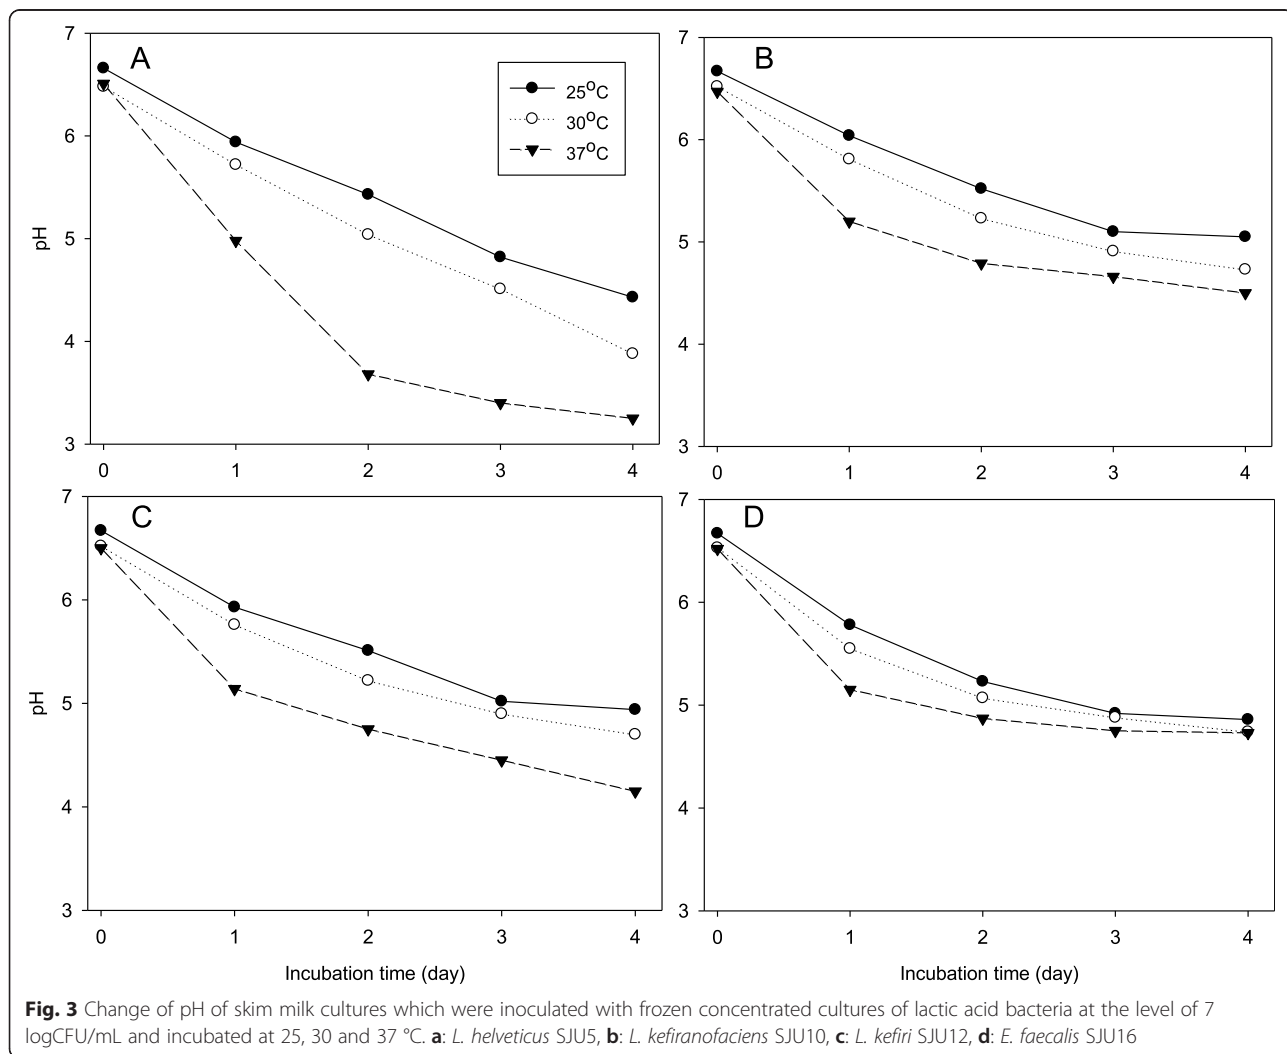 7
A
25°C
30°C
37°C
6
5
4
3
pH
0 1 2 3 4
7
B
6
5
4
3
0 1 2 3 4
7
C
6
5
4
3
pH
0 1 2 3 4
Incubation time (day)
7
D
6
5
4
3
0 1 2 3 4
Incubation time (day)
Fig. 3 Change of pH of skim milk cultures which were inoculated with frozen concentrated cultures of lactic acid bacteria at the level of 7
logCFU/mL and incubated at 25, 30 and 37 °C. a: L. helveticus SJU5, b: L. kefiranofaciens SJU10, c: L. kefiri SJU12, d: E. faecalis SJU16